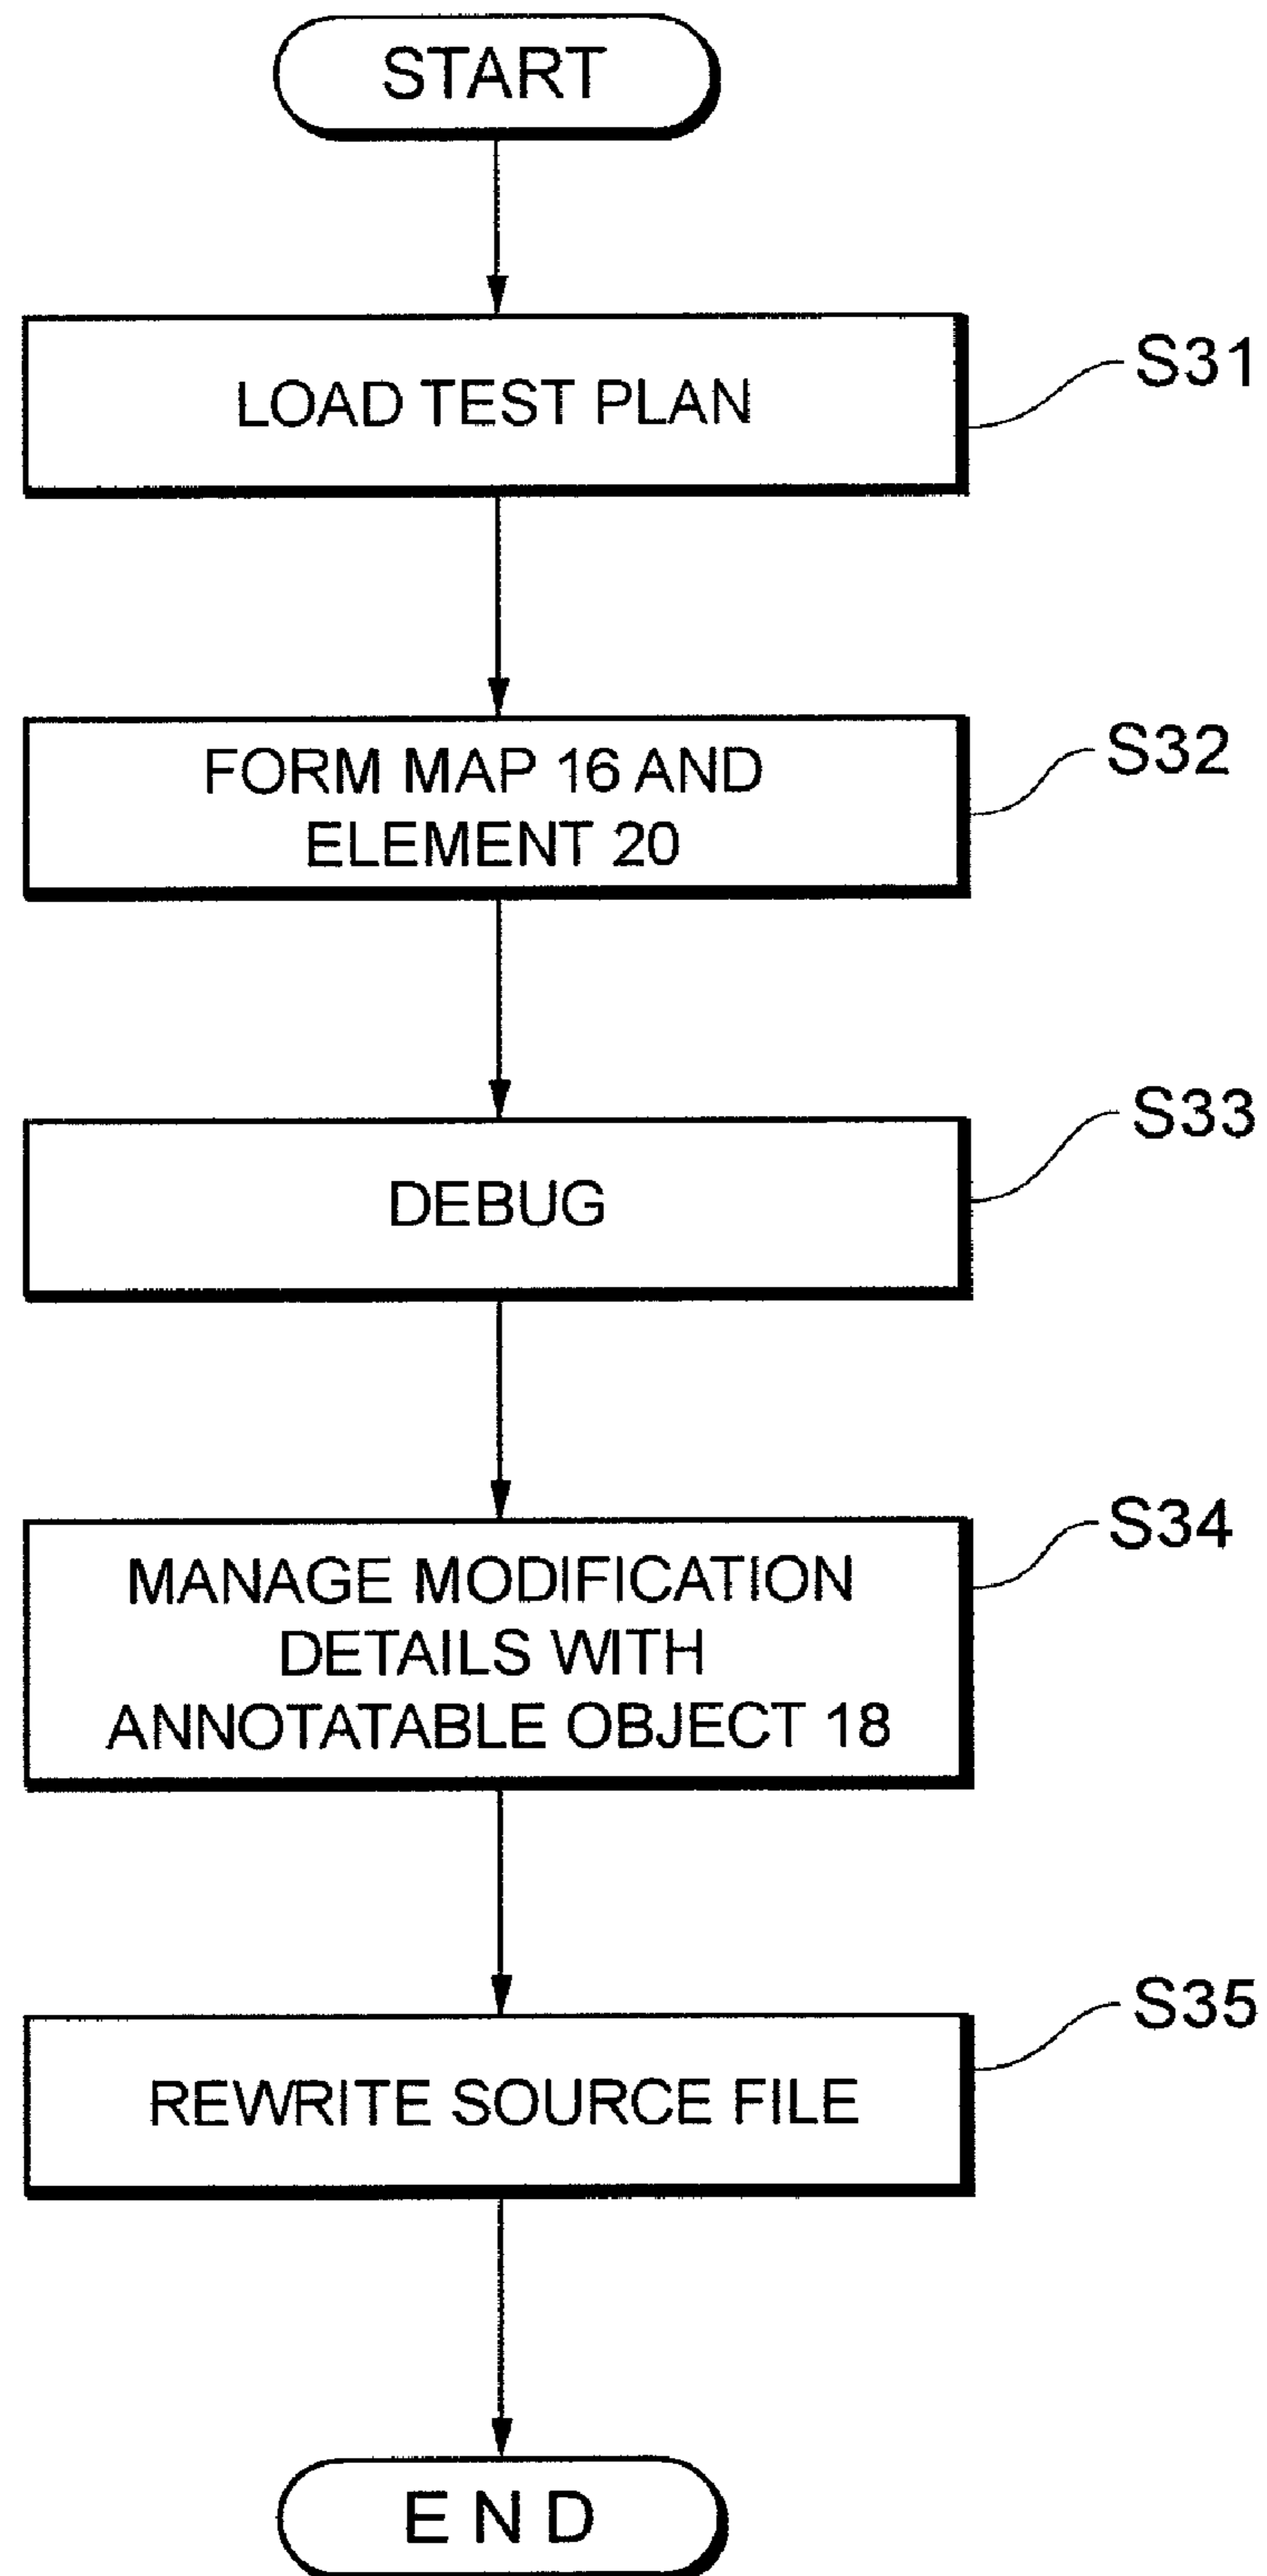 START
LOAD TEST PLAN
S31
FORM MAP 16 AND
ELEMENT 20
S32
DEBUG
S33
MANAGE MODIFICATION
DETAILS WITH
ANNOTATABLE OBJECT 18
S34
REWRITE SOURCE FILE
S35
END